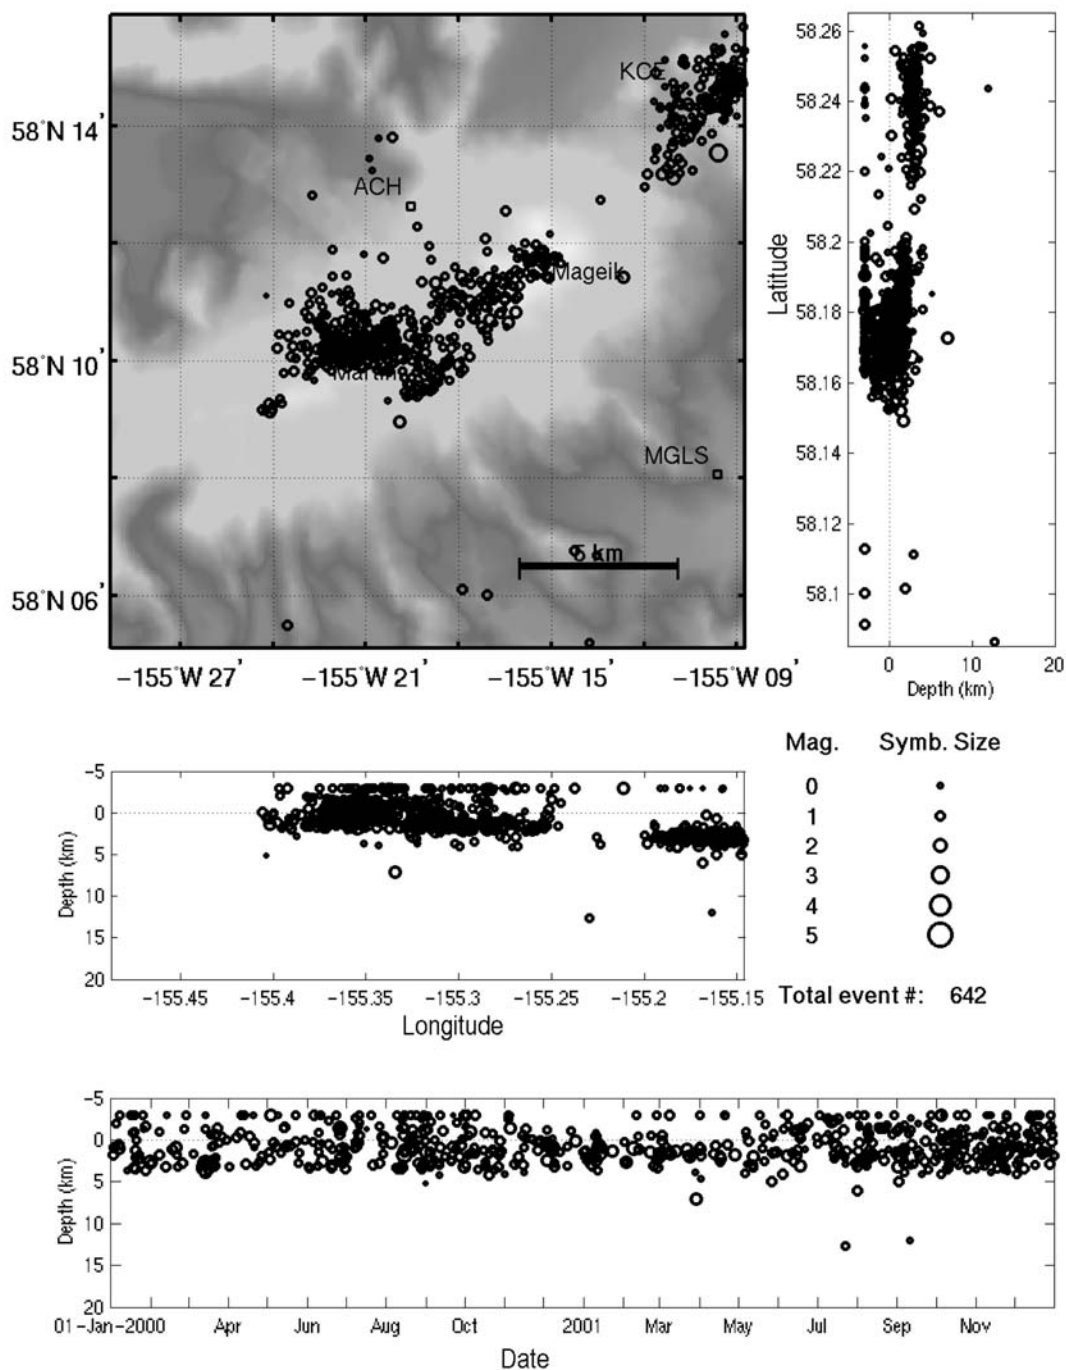 KCE
58°N 14'
ACH
Mageik
58°N 10'
Martin
MGLS
5 km
58°N 06'
-155°W 27' -155°W 21' -155°W 15' -155°W 09'
58.26
58.24
58.22
58.2
58.18
58.16
58.14
58.12
58.1
Latitude
0 10 20
Depth (km)
Mag. Symb. Size
0
1
2
3
4
5
Total event #: 642
-5
0
5
10
15
20
Depth (km)
-155.45 -155.4 -155.35 -155.3 -155.25 -155.2 -155.15
Longitude
-5
0
5
10
15
20
Depth (km)
01-Jan-2000 Apr Jun Aug Oct 2001 Mar May Jul Sep Nov
Date